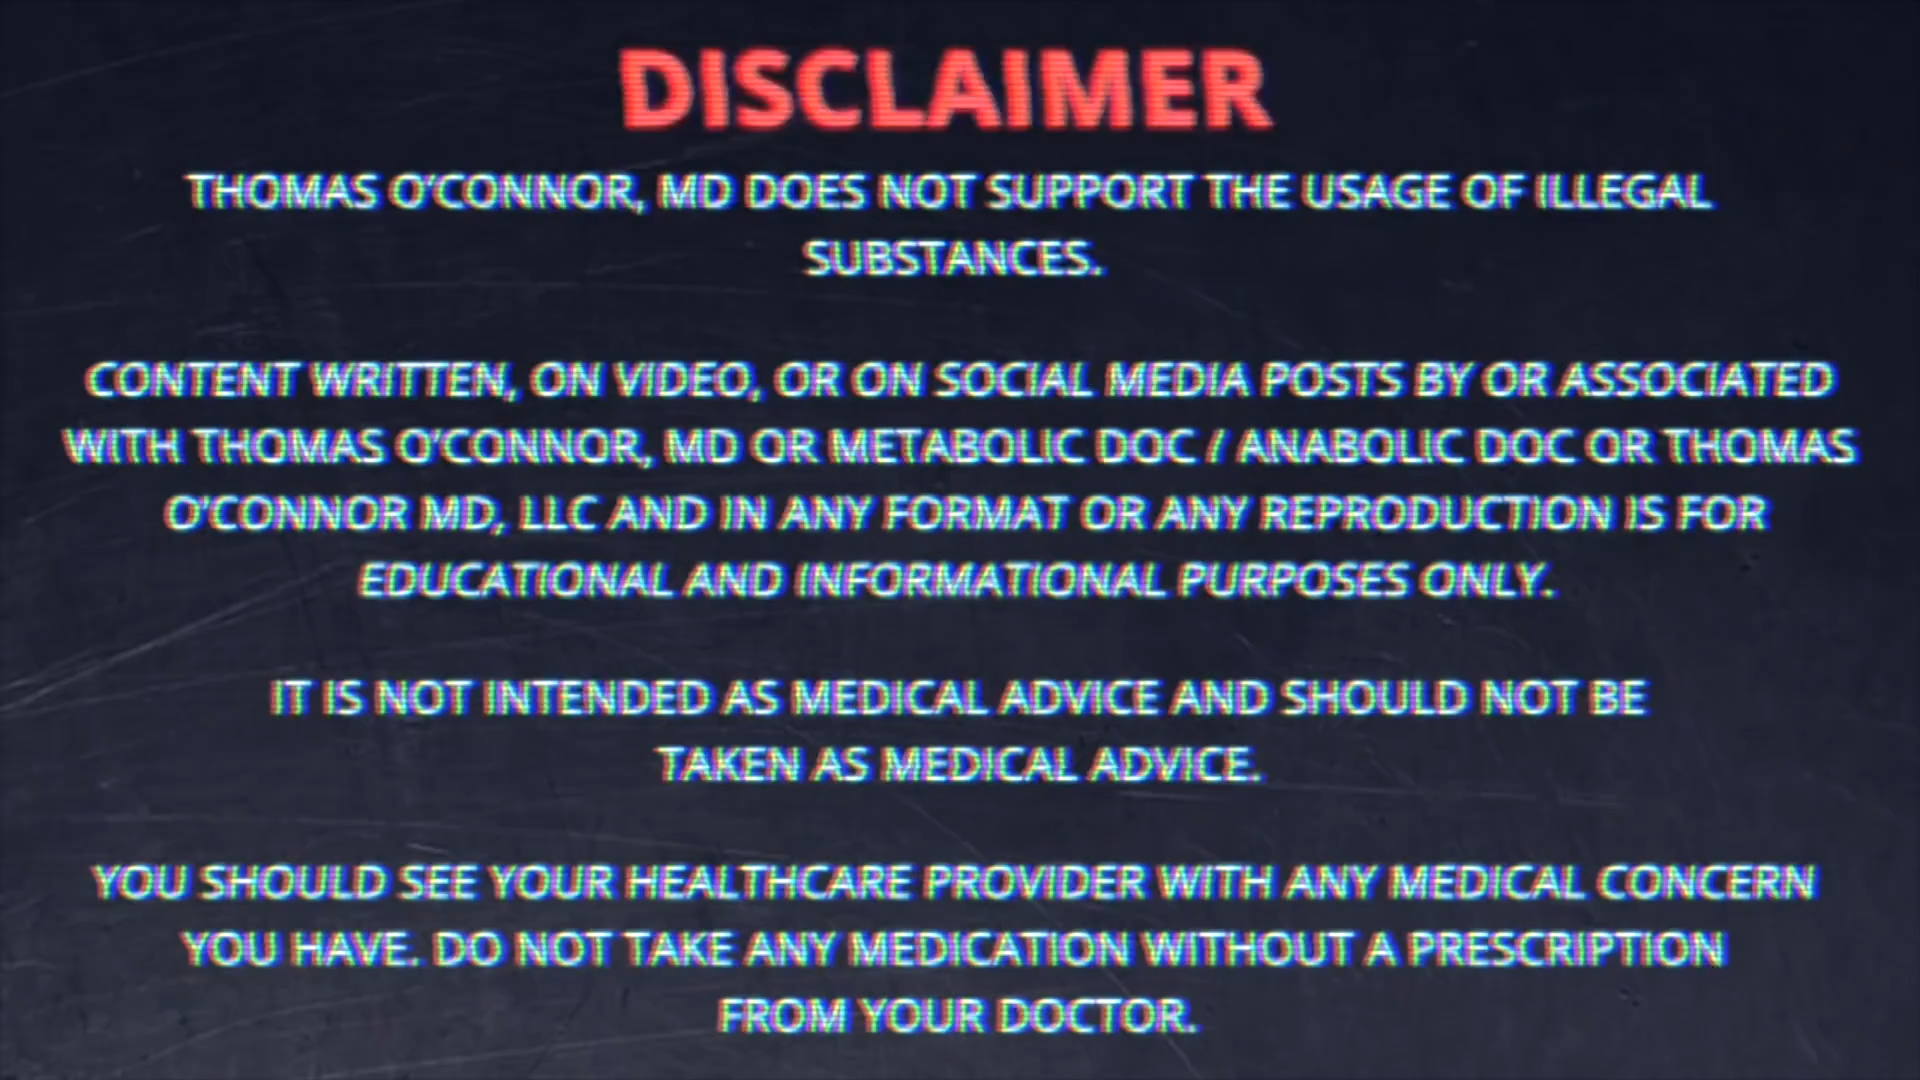 DISCLAIMER
THOMAS O'CONNOR, MD DOES NOT SUPPORT THE USAGE OF ILLEGAL
SUBSTANCES.
CONTENT WRITTEN, ON VIDEO, OR ON SOCIAL MEDIA POSTS BY OR ASSOCIATED
WITH THOMAS O'CONNOR, MD OR METABOLIC DOC / ANABOLIC DOC OR THOMAS
O'CONNOR MD, LLC AND IN ANY FORMAT OR ANY REPRODUCTION IS FOR
EDUCATIONAL AND INFORMATIONAL PURPOSES ONLY.
IT IS NOT INTENDED AS MEDICAL ADVICE AND SHOULD NOT BE
TAKEN AS MEDICAL ADVICE.
YOU SHOULD SEE YOUR HEALTHCARE PROVIDER WITH ANY MEDICAL CONCERN
YOU HAVE. DO NOT TAKE ANY MEDICATION WITHOUT A PRESCRIPTION
FROM YOUR DOCTOR.